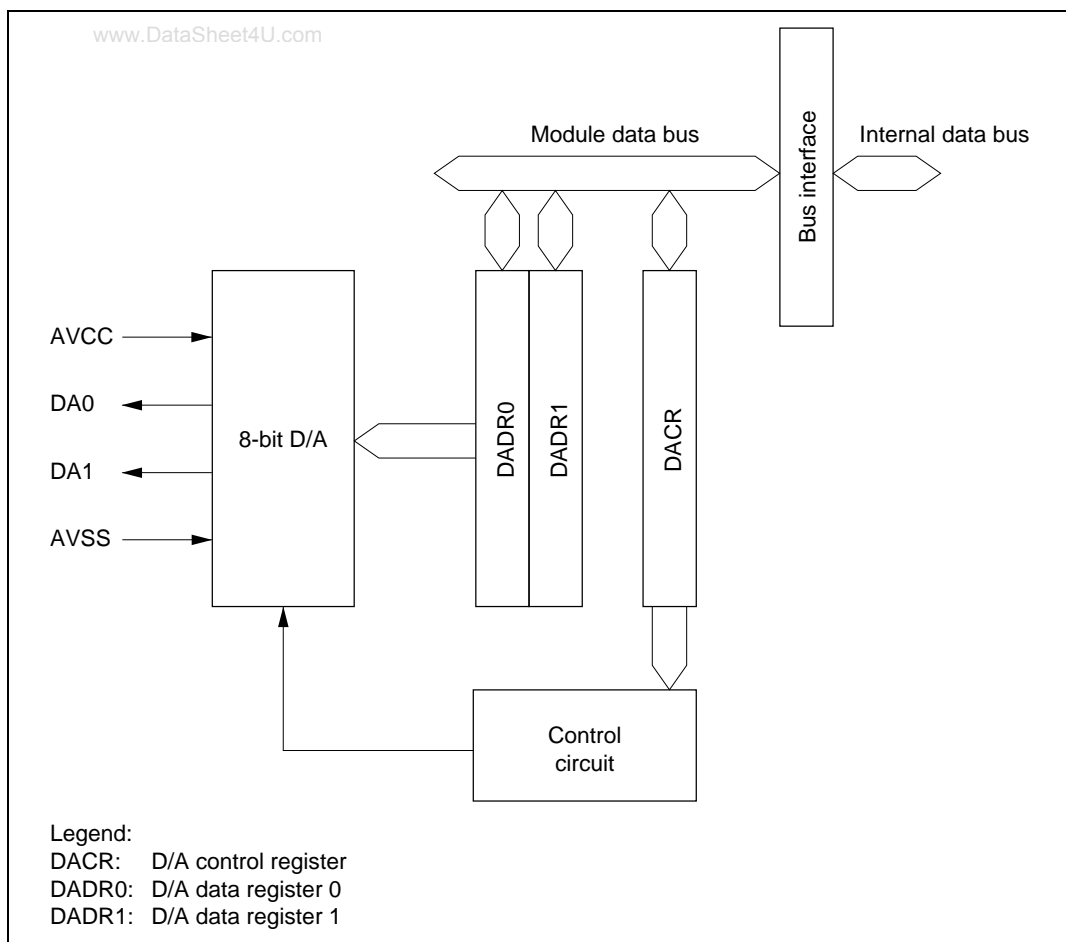 www.DataSheet4U.com
Module data bus
Internal data bus
Bus interface
AVCC
DA0
DA1
AVSS
8-bit D/A
DADR0
DADR1
DACR
Control
circuit
Legend:
DACR: D/A control register
DADR0: D/A data register 0
DADR1: D/A data register 1